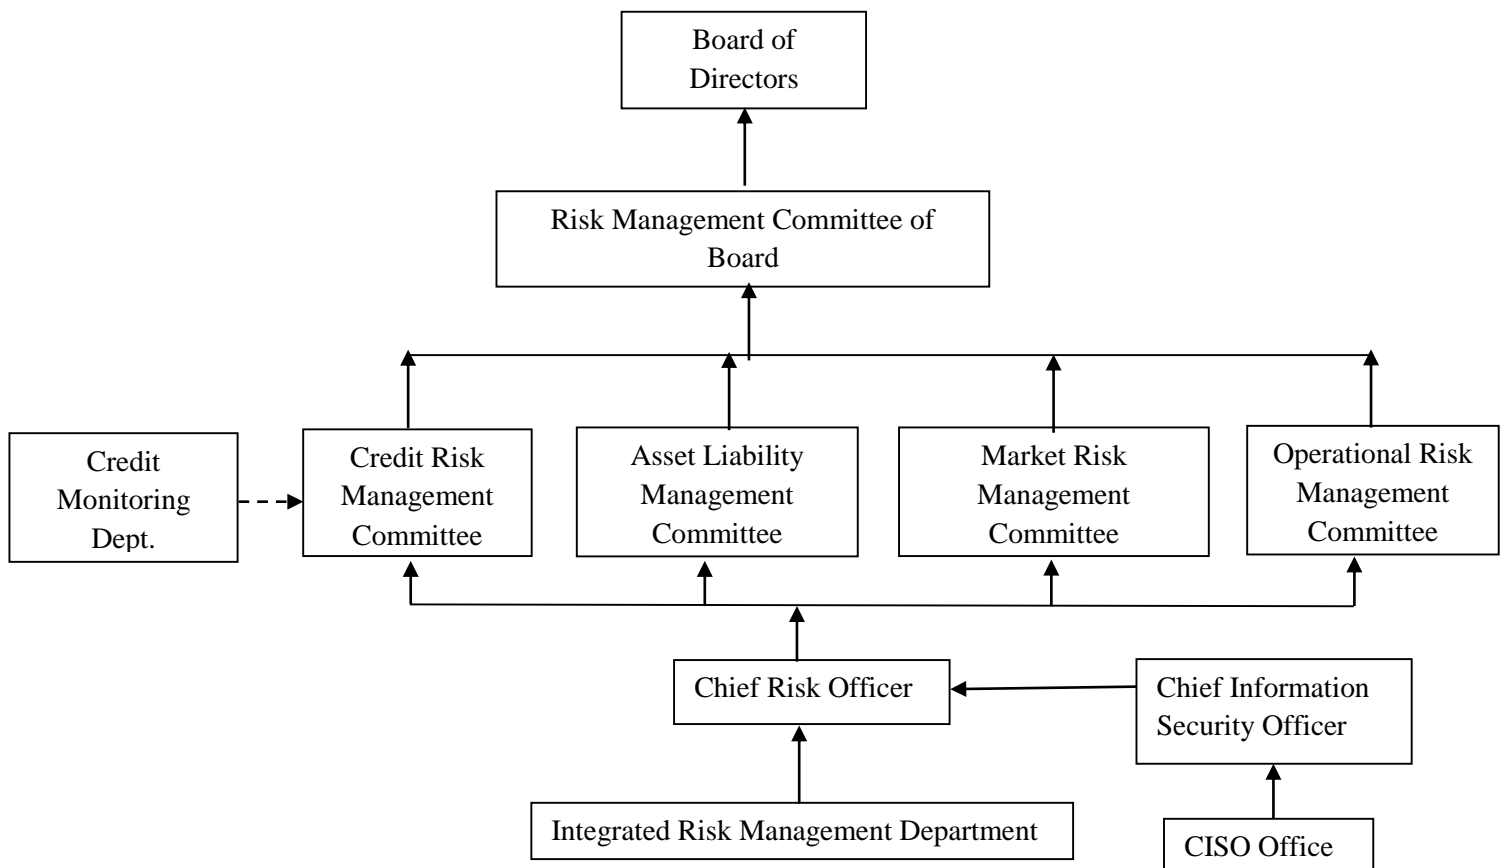 Board of
Directors
Risk Management Committee of
Board
Credit
Monitoring
Dept.
Credit Risk
Management
Committee
Asset Liability
Management
Committee
Market Risk
Management
Committee
Operational Risk
Management
Committee
Chief Risk Officer
Chief Information
Security Officer
Integrated Risk Management Department
CISO Office